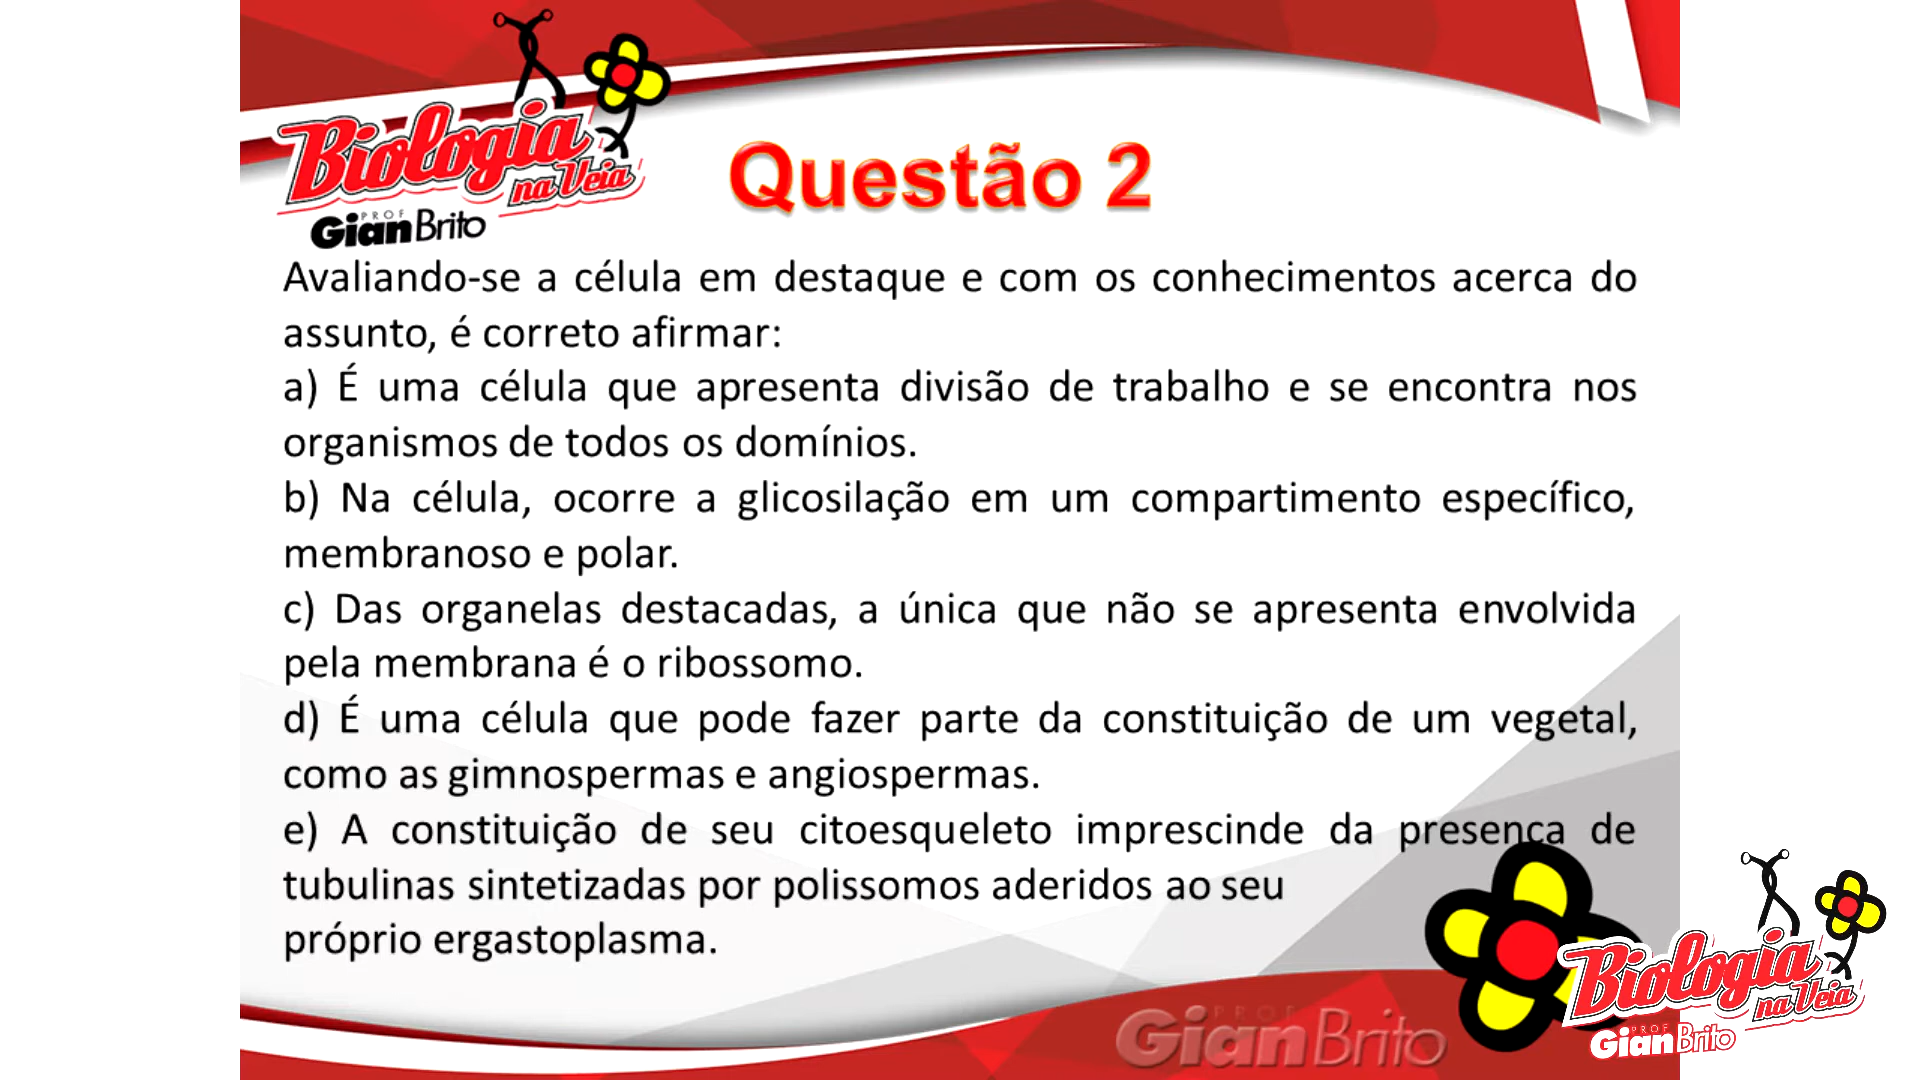 Biologia
na Veia
PROF
Gian Brito
Questão 2
Avaliando-se a célula em destaque e com os conhecimentos acerca do
assunto, é correto afirmar:
a) É uma célula que apresenta divisão de trabalho e se encontra nos
organismos de todos os domínios.
b) Na célula, ocorre a glicosilação em um compartimento específico,
membranoso e polar.
c) Das organelas destacadas, a única que não se apresenta envolvida
pela membrana é o ribossomo.
d) É uma célula que pode fazer parte da constituição de um vegetal,
como as gimnospermas e angiospermas.
e) A constituição de seu citoesqueleto imprescinde da presença de
tubulinas sintetizadas por polissomos aderidos ao seu
próprio ergastoplasma.
PROF
Gian Brito
Biologia
na Veia
PROF
Gian Brito